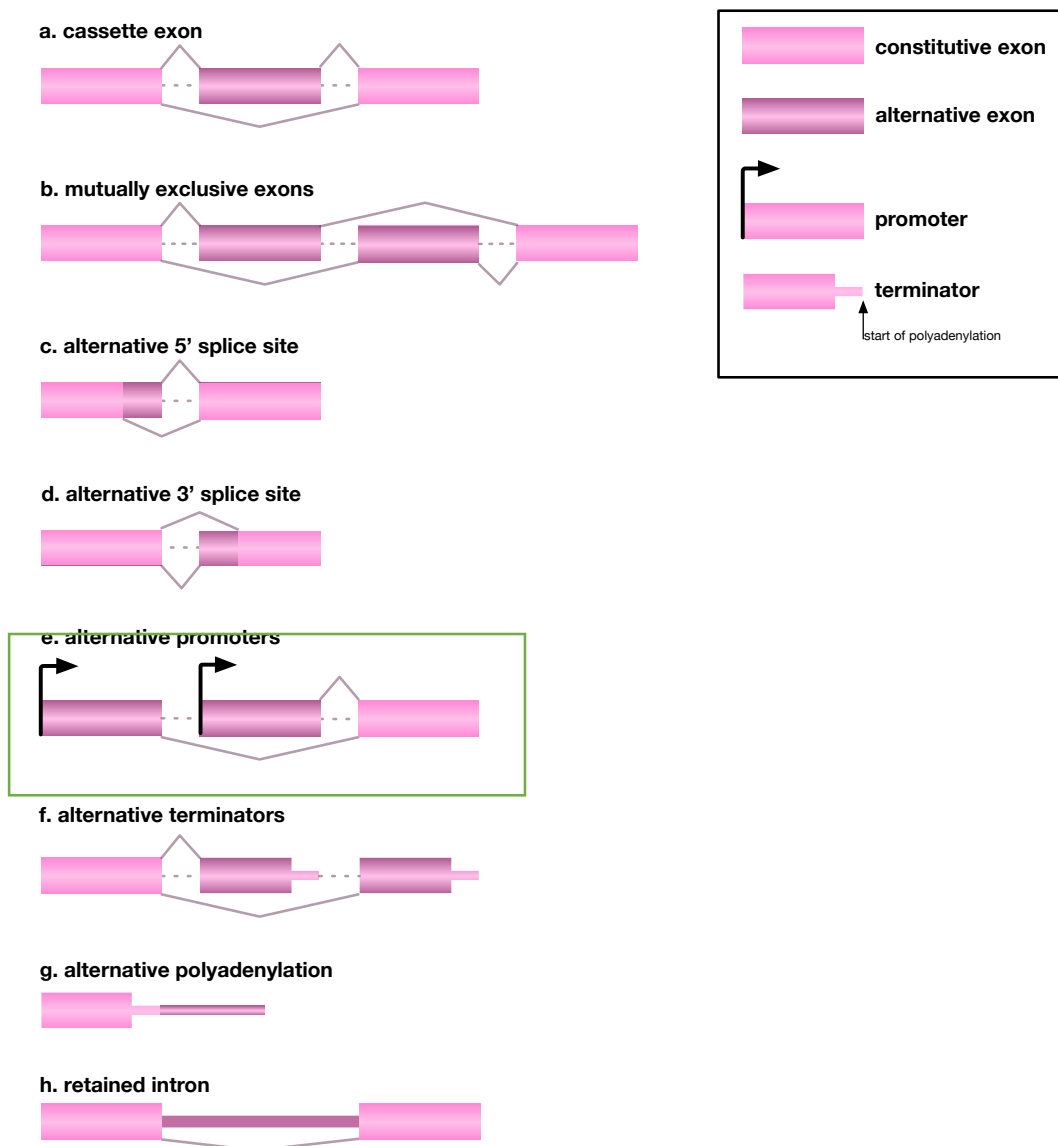 a. cassette exon
b. mutually exclusive exons
c. alternative 5’ splice site
d. alternative 3’ splice site
e. alternative promoters
f. alternative terminators
g. alternative polyadenylation
h. retained intron
constitutive exon
alternative exon
promoter
terminator
start of polyadenylation